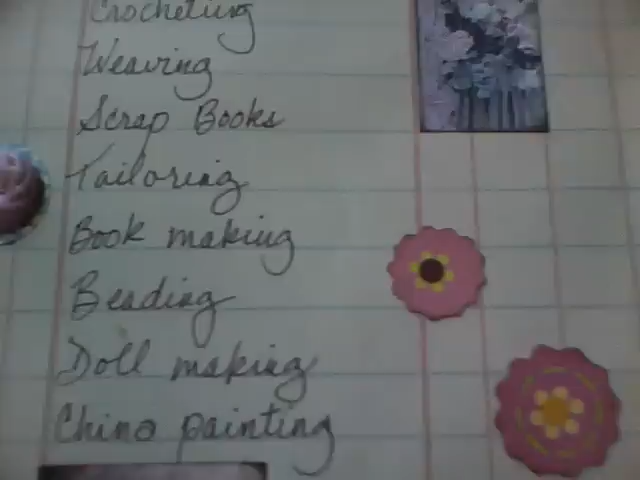 Crocheting
Weaving
Scrap Books
Tailoring
Book making
Beading
Doll making
China painting